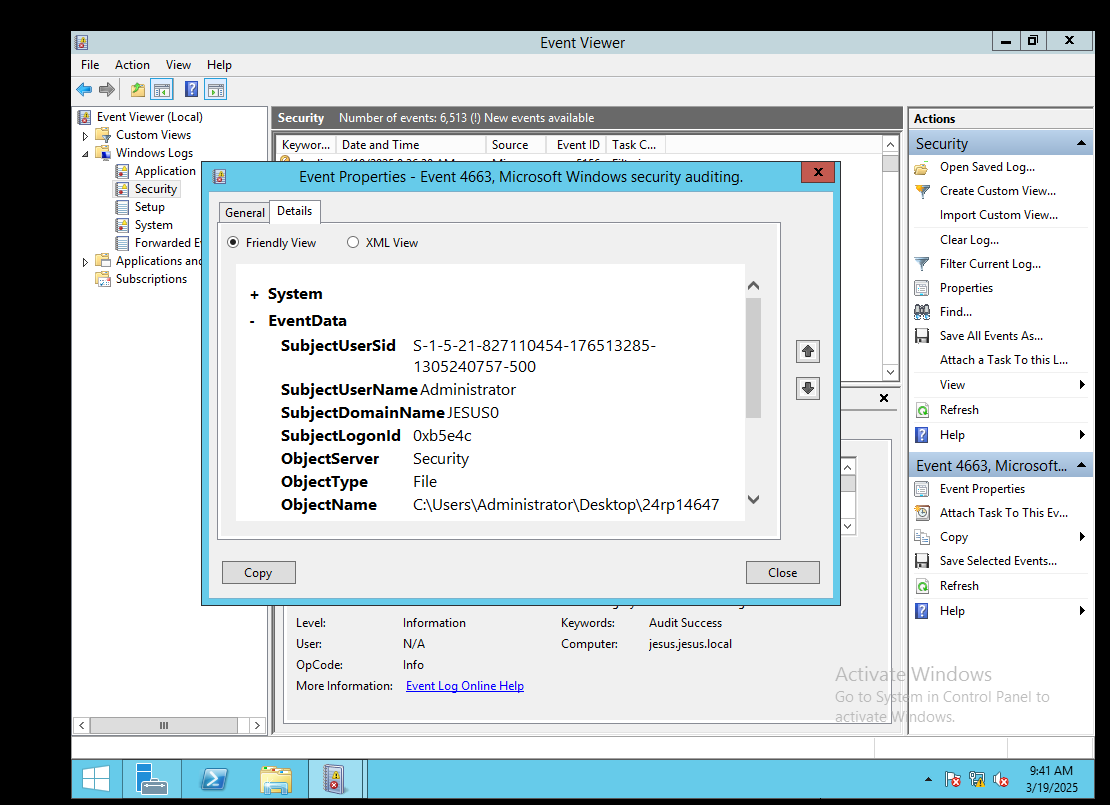 Event Viewer
File Action View Help
Event Viewer (Local)
Custom Views
Windows Logs
Application
Security
Setup
System
Forwarded E
Applications and
Subscriptions
Security Number of events: 6,513 (!) New events available
Keywor... Date and Time Source Event ID Task C...
Event Properties - Event 4663, Microsoft Windows security auditing.
General Details
Friendly View XML View
+ System
- EventData
SubjectUserSid S-1-5-21-827110454-176513285-
1305240757-500
SubjectUserName Administrator
SubjectDomainName JESUS0
SubjectLogonId 0xb5e4c
ObjectServer Security
ObjectType File
ObjectName C:\Users\Administrator\Desktop\24rp14647
Copy Close
Level: Information Keywords: Audit Success
User: N/A Computer: jesus.jesus.local
OpCode: Info
More Information: Event Log Online Help
Actions
Security
Open Saved Log...
Create Custom View...
Import Custom View...
Clear Log...
Filter Current Log...
Properties
Find...
Save All Events As...
Attach a Task To this L...
View
Refresh
Help
Event 4663, Microsoft...
Event Properties
Attach Task To This Ev...
Copy
Save Selected Events...
Refresh
Help
Activate Windows
Go to System in Control Panel to
activate Windows.
9:41 AM
3/19/2025